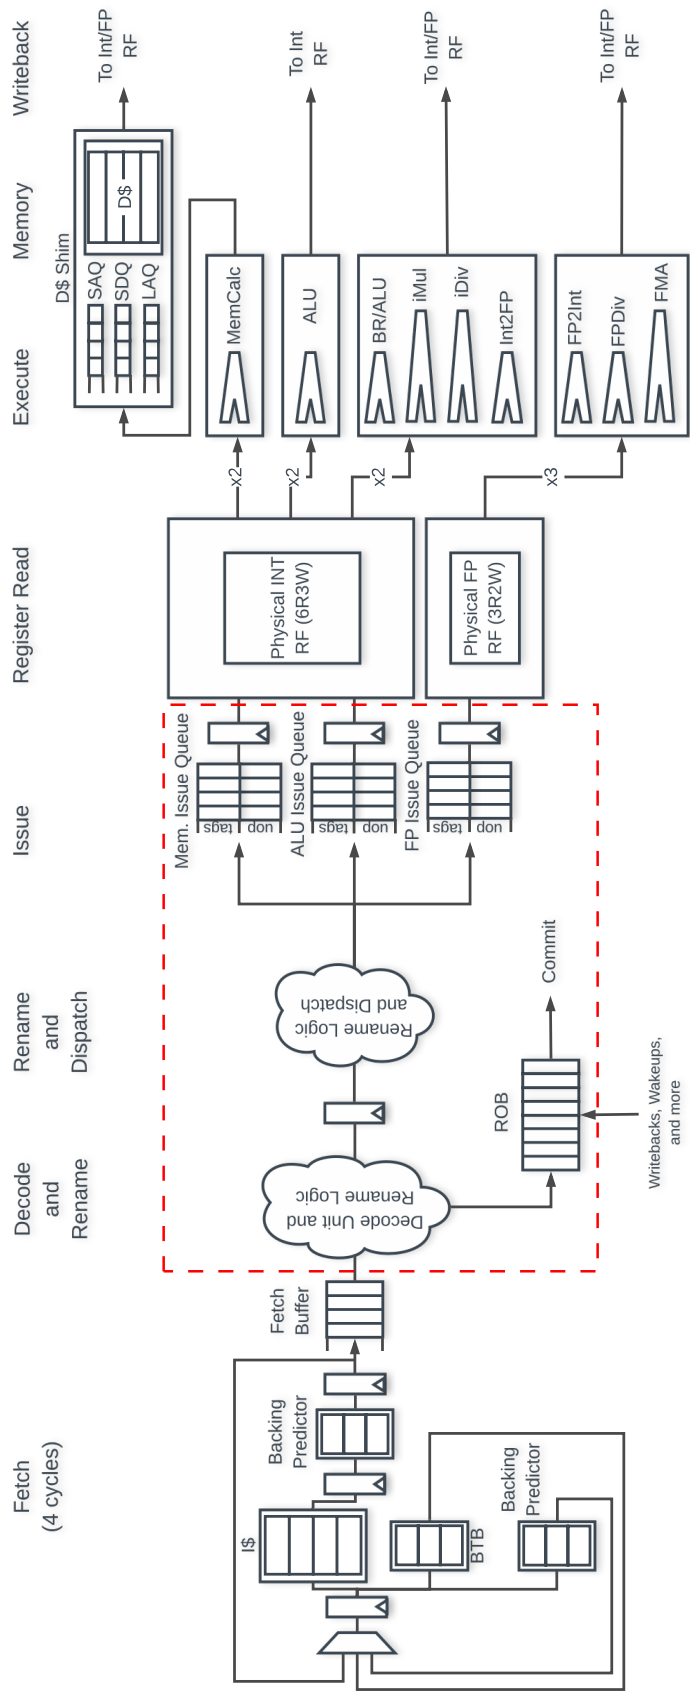 Fetch
(4 cycles)
Decode
and
Rename
Rename
and
Dispatch
Issue
Register Read
Execute
Memory
Writeback
I$
BTB
Backing
Predictor
Backing
Predictor
Fetch
Buffer
Decode Unit and
Rename Logic
Rename Logic
and Dispatch
ROB
Commit
Writebacks, Wakeups,
and more
Mem. Issue Queue
uop
tags
ALU Issue Queue
uop
tags
FP Issue Queue
uop
tags
Physical INT
RF (6R3W)
Physical FP
RF (3R2W)
x2
x2
x2
x3
D$ Shim
SAQ
SDQ
LAQ
D$
MemCalc
ALU
BR/ALU
iMul
iDiv
Int2FP
FP2Int
FPDiv
FMA
To Int/FP
RF
To Int
RF
To Int/FP
RF
To Int/FP
RF